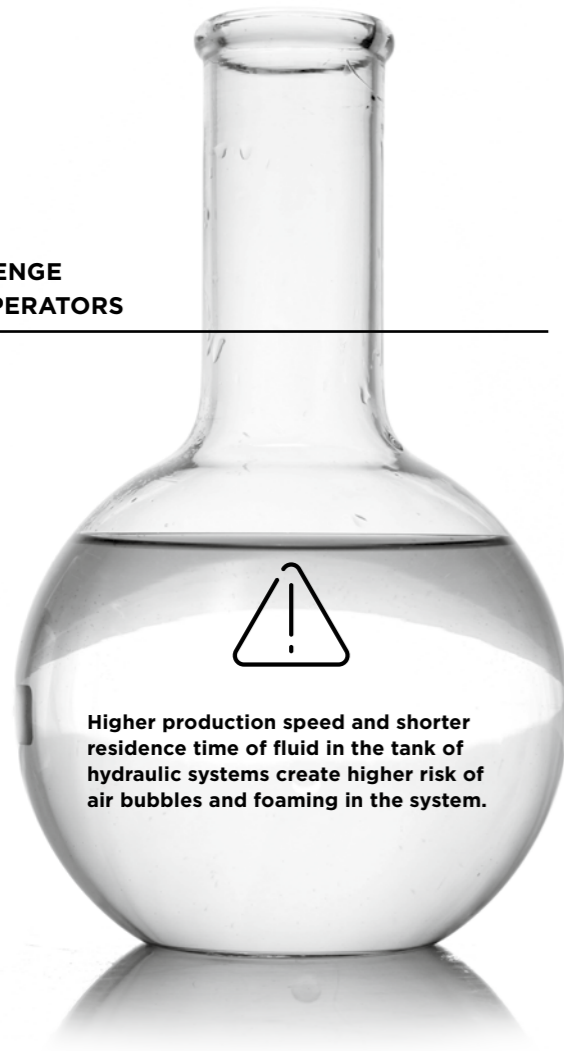 ENGE
PERATORS
Higher production speed and shorter
residence time of fluid in the tank of
hydraulic systems create higher risk of
air bubbles and foaming in the system.